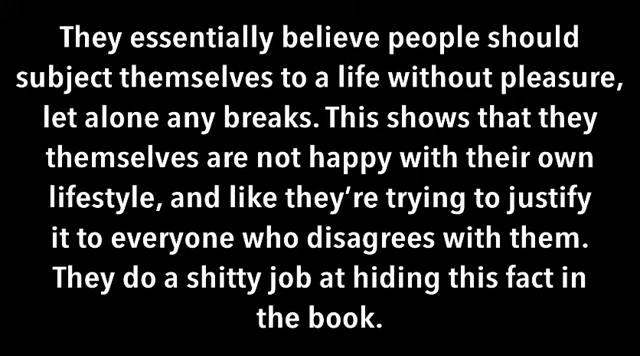 They essentially believe people should
subject themselves to a life without pleasure,
let alone any breaks. This shows that they
themselves are not happy with their own
lifestyle, and like they’re trying to justify
it to everyone who disagrees with them.
They do a shitty job at hiding this fact in
the book.